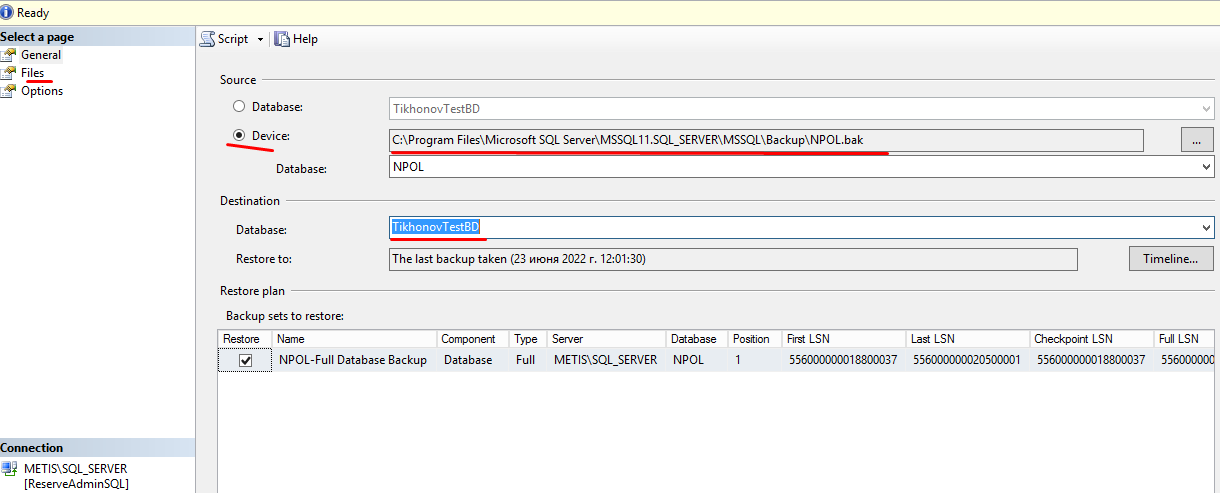 Ready
Select a page
General
Files
Options
Script
Help
Source
Database:
TikhonovTestBD
Device:
C:\Program Files\Microsoft SQL Server\MSSQL11.SQL_SERVER\MSSQL\Backup\NPOL.bak
...
Database:
NPOL
Destination
Database:
TikhonovTestBD
Restore to:
The last backup taken (23 июня 2022 г. 12:01:30)
Timeline...
Restore plan
Backup sets to restore:
Restore Name Component Type Server Database Position First LSN Last LSN Checkpoint LSN Full LSN
NPOL-Full Database Backup Database Full METIS\SQL_SERVER NPOL 1 556000000018800037 556000000020500001 556000000018800037 5560000000
Connection
METIS\SQL_SERVER
[ReserveAdminSQL]